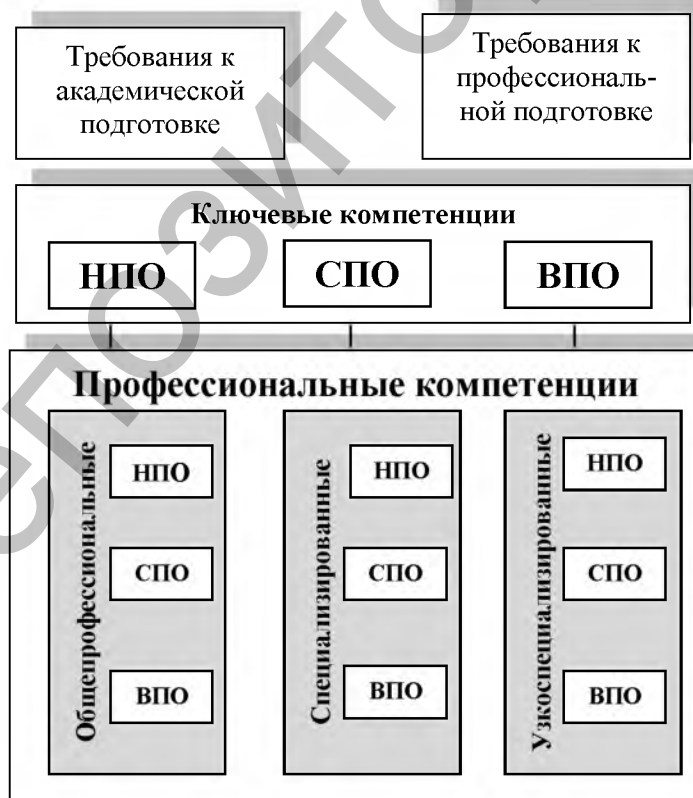 Требования к
академической
подготовке
Требования к
профессиональ-
ной подготовке
Ключевые компетенции
НПО
СПО
ВПО
Профессиональные компетенции
Общепрофессиональные
НПО
СПО
ВПО
Специализированные
НПО
СПО
ВПО
Узкоспециализированные
НПО
СПО
ВПО